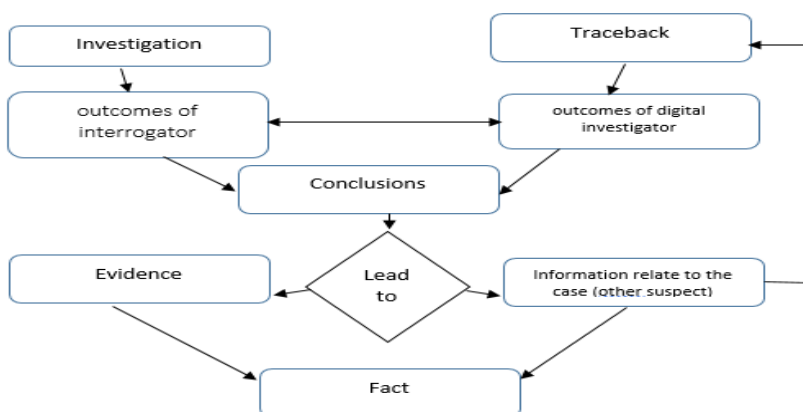 Investigation
Traceback
outcomes of
interrogator
outcomes of digital
investigator
Conclusions
Evidence
Lead
to
Information relate to the
case (other suspect)
Fact